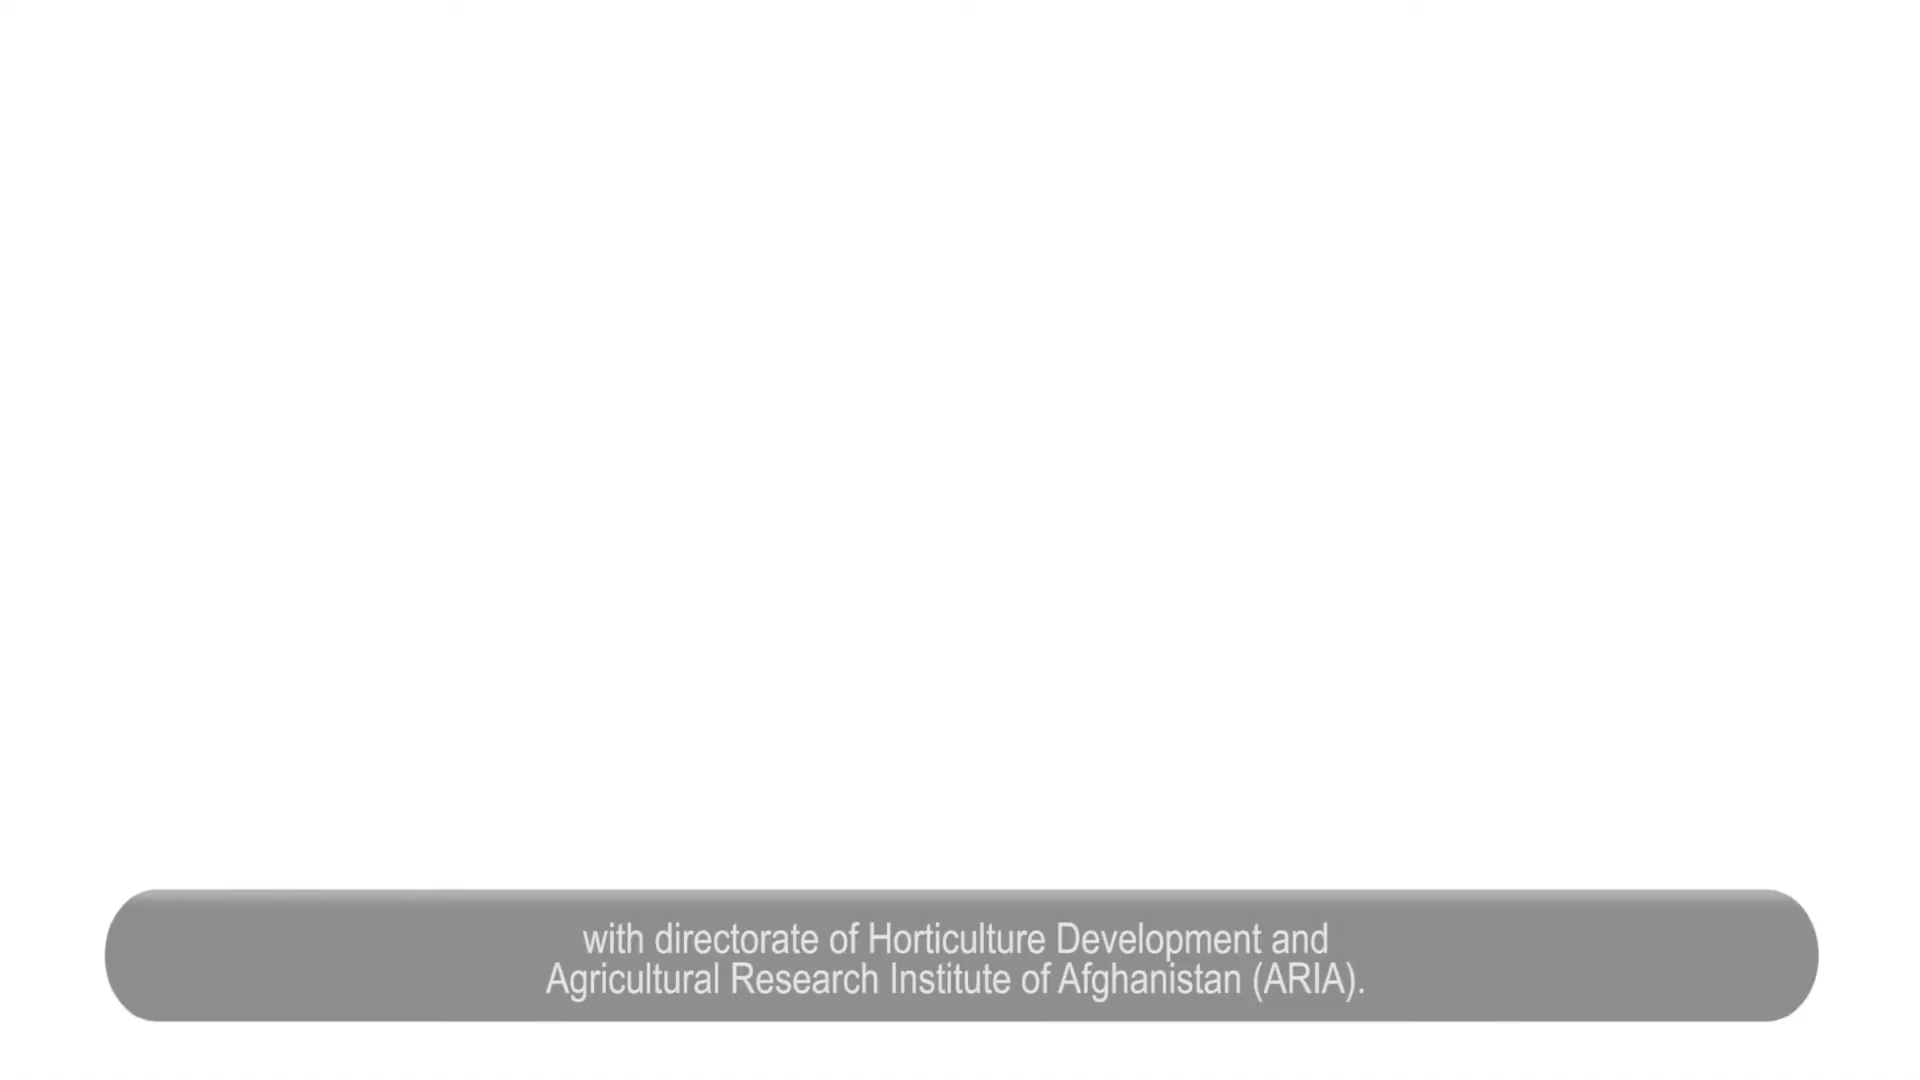 with directorate of Horticulture Development and
Agricultural Research Institute of Afghanistan (ARIA).